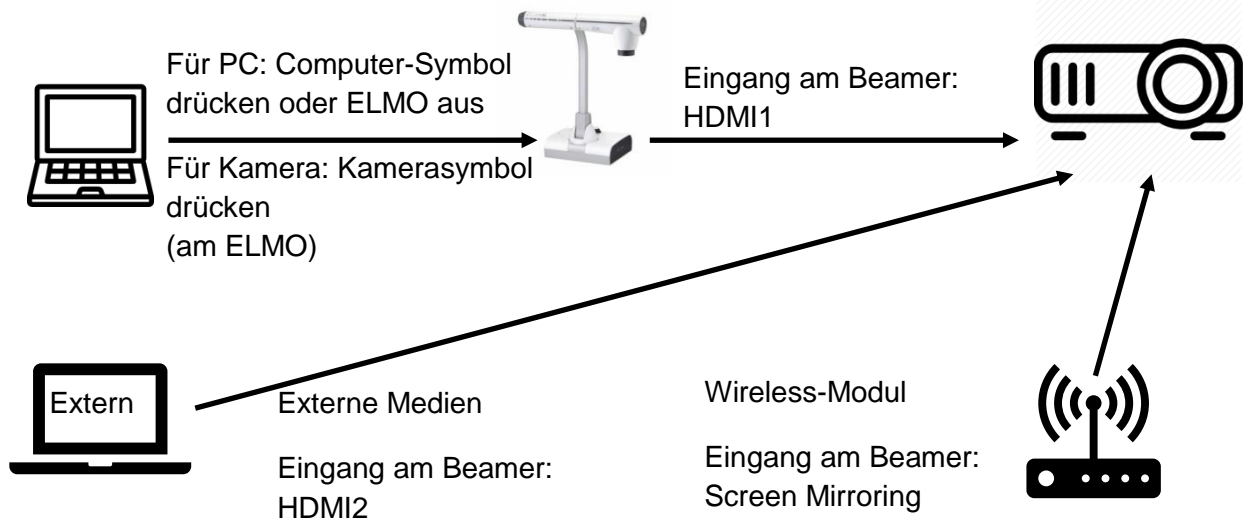 Für PC: Computer-Symbol
drücken oder ELMO aus
Für Kamera: Kamerasymbol
drücken
(am ELMO)
Eingang am Beamer:
HDMI1
Extern
Externe Medien
Eingang am Beamer:
HDMI2
Wireless-Modul
Eingang am Beamer:
Screen Mirroring